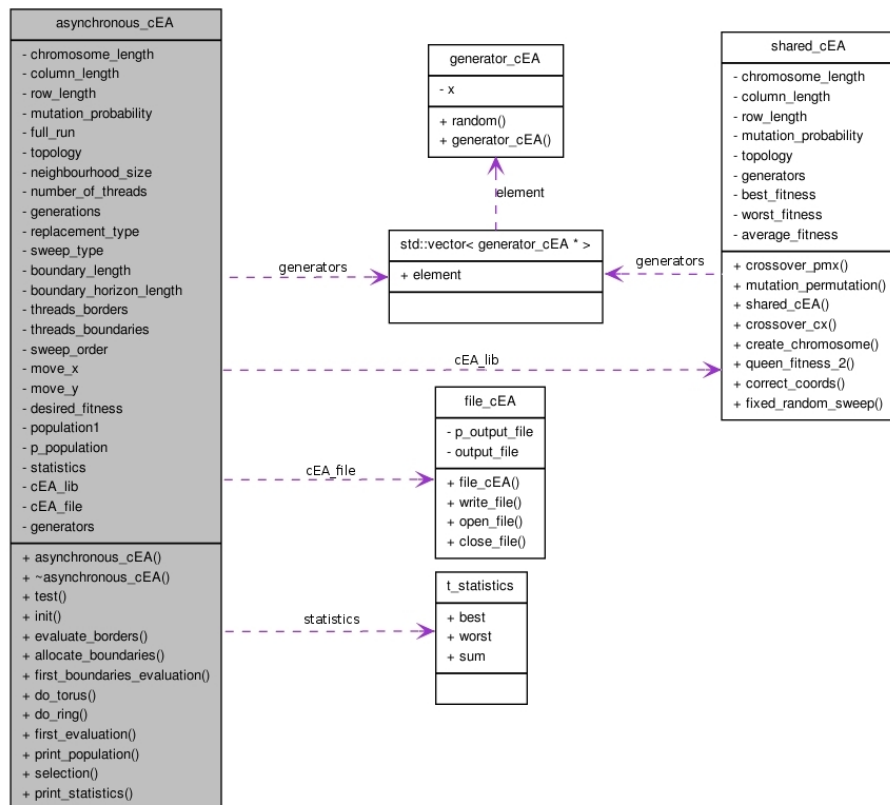 asynchronous_cEA
- chromosome_length
- column_length
- row_length
- mutation_probability
- full_run
- topology
- neighbourhood_size
- number_of_threads
- generations
- replacement_type
- sweep_type
- boundary_length
- boundary_horizon_length
- threads_borders
- threads_boundaries
- sweep_order
- move_x
- move_y
- desired_fitness
- population1
- p_population
- statistics
- cEA_lib
- cEA_file
- generators
+ asynchronous_cEA()
+ ~asynchronous_cEA()
+ test()
+ init()
+ evaluate_borders()
+ allocate_boundaries()
+ first_boundaries_evaluation()
+ do_torus()
+ do_ring()
+ first_evaluation()
+ print_population()
+ selection()
+ print_statistics()
generators
cEA_lib
cEA_file
statistics
generator_cEA
- x
+ random()
+ generator_cEA()
element
std::vector< generator_cEA * >
+ element
generators
file_cEA
- p_output_file
- output_file
+ file_cEA()
+ write_file()
+ open_file()
+ close_file()
t_statistics
+ best
+ worst
+ sum
shared_cEA
- chromosome_length
- column_length
- row_length
- mutation_probability
- topology
- generators
- best_fitness
- worst_fitness
- average_fitness
+ crossover_pmx()
+ mutation_permutation()
+ shared_cEA()
+ crossover_cx()
+ create_chromosome()
+ queen_fitness_2()
+ correct_coords()
+ fixed_random_sweep()